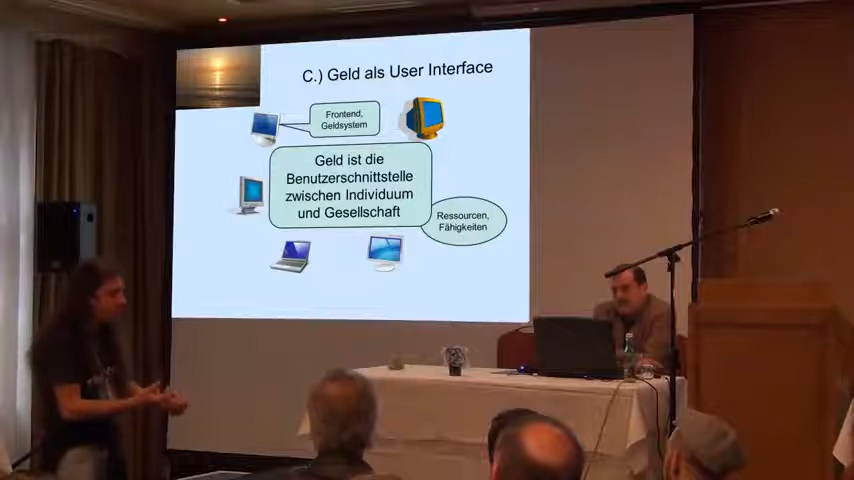 C.) Geld als User Interface
Frontend,
Geldsystem
Geld ist die
Benutzerschnittstelle
zwischen Individuum
und Gesellschaft
Ressourcen,
Fähigkeiten